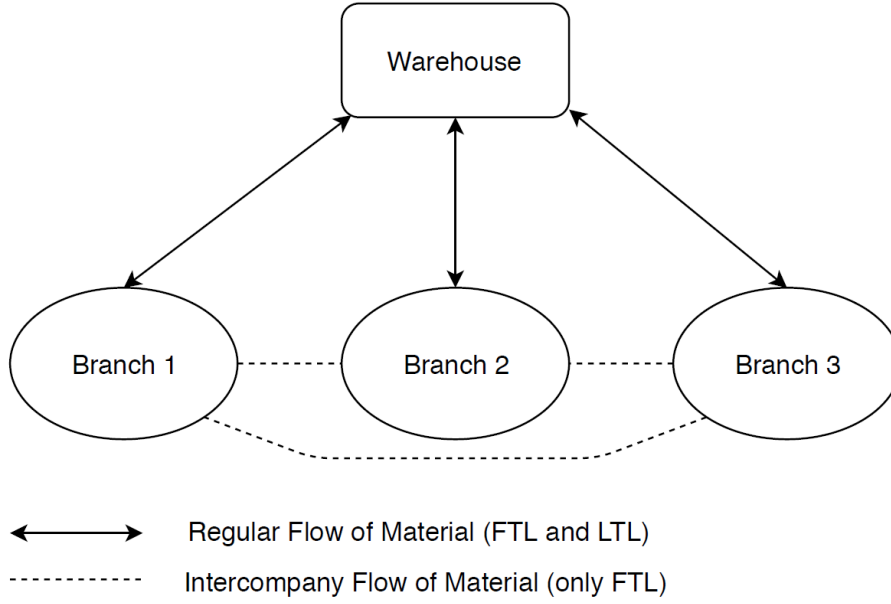 Warehouse
Branch 1
Branch 2
Branch 3
Regular Flow of Material (FTL and LTL)
Intercompany Flow of Material (only FTL)